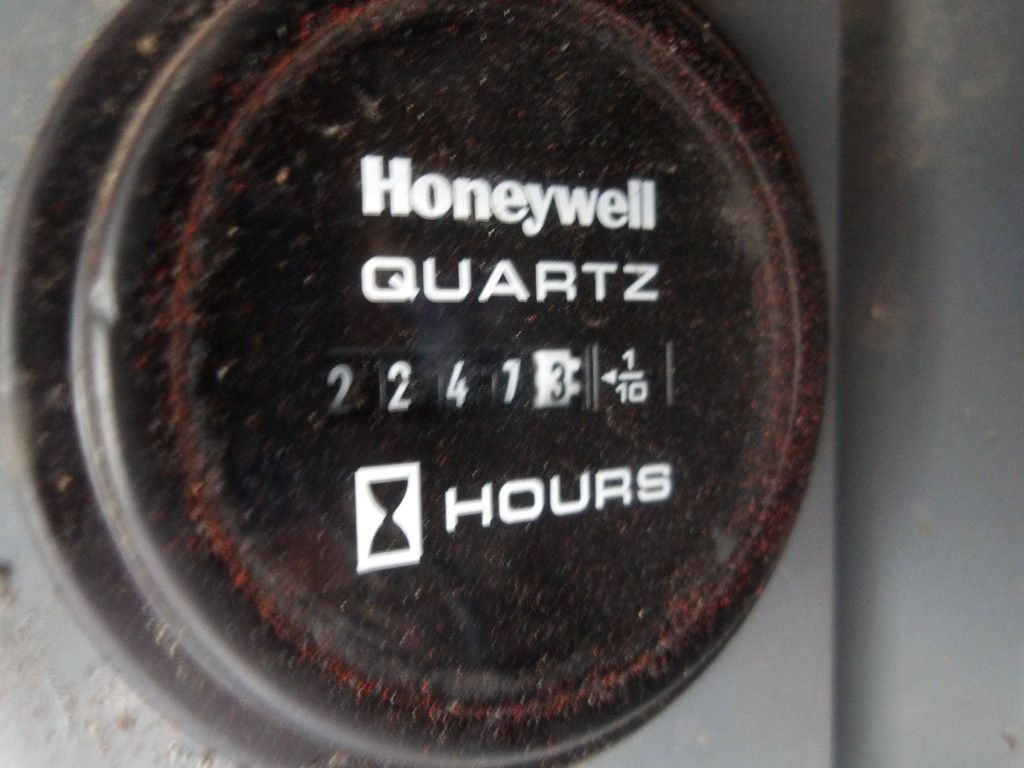 Honeywell
QUARTZ
2 2 4 7 3 ◄1/10
HOURS